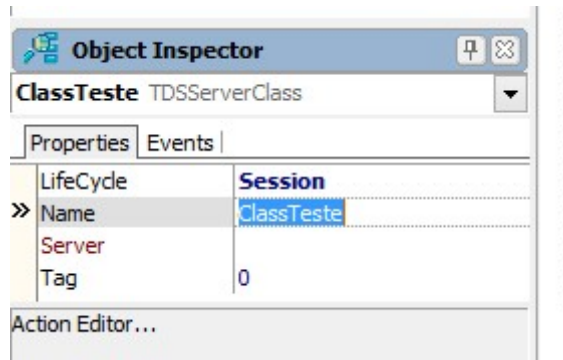 Object Inspector
ClassTeste TDSServerClass
Properties Events
LifeCycle Session
Name ClassTeste
Server
Tag 0
Action Editor...